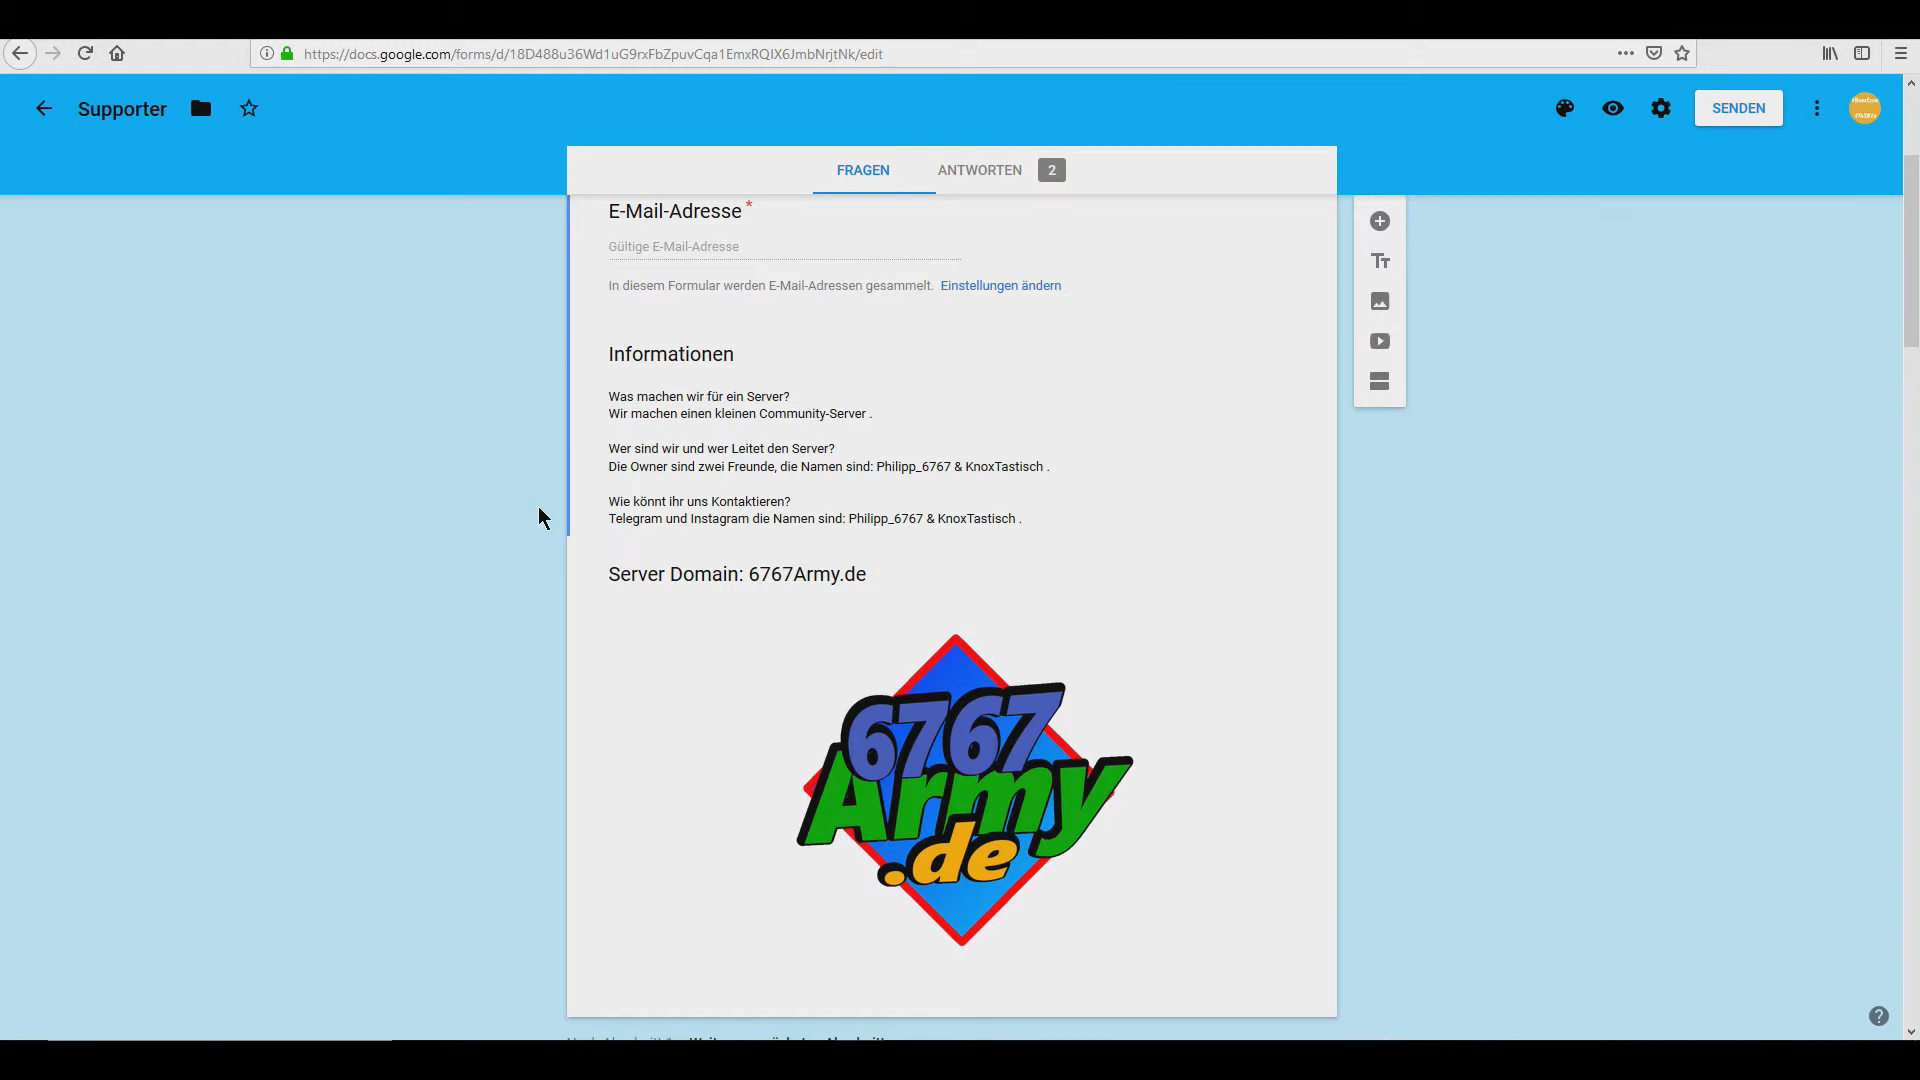 https://docs.google.com/forms/d/18D488u36Wd1uG9rxFbZpuvCqa1EmxRQIX6JmbNrjtNk/edit
Supporter
SENDEN
FRAGEN
ANTWORTEN
2
E-Mail-Adresse *
Gültige E-Mail-Adresse
In diesem Formular werden E-Mail-Adressen gesammelt. Einstellungen ändern
Informationen
Was machen wir für ein Server?
Wir machen einen kleinen Community-Server .
Wer sind wir und wer Leitet den Server?
Die Owner sind zwei Freunde, die Namen sind: Philipp_6767 & KnoxTastisch .
Wie könnt ihr uns Kontaktieren?
Telegram und Instagram die Namen sind: Philipp_6767 & KnoxTastisch .
Server Domain: 6767Army.de
6767
Army
.de